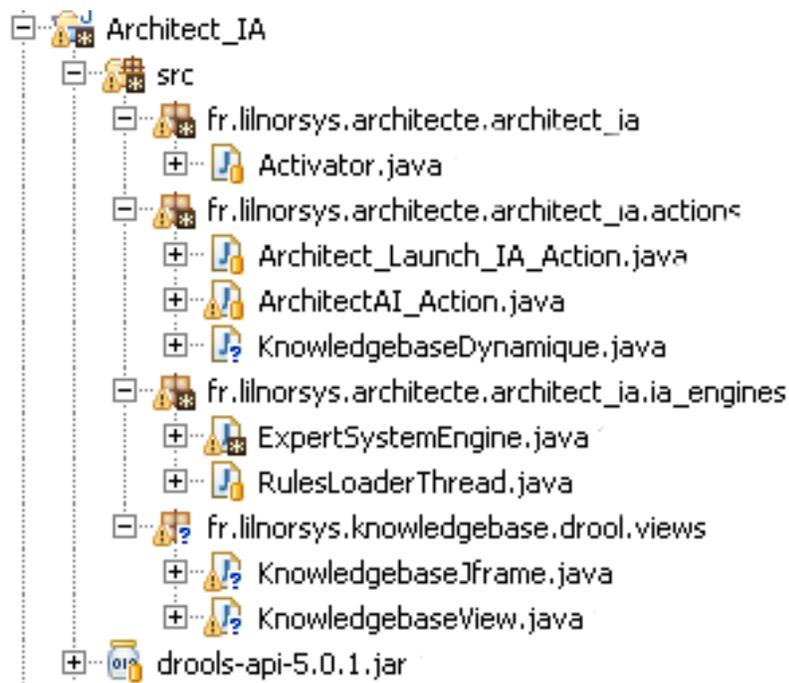 Architect_IA
src
fr.lilnorsys.architecte.architect_ia
Activator.java
fr.lilnorsys.architecte.architect_ia.actions
Architect_Launch_IA_Action.java
ArchitectAI_Action.java
KnowledgebaseDynamique.java
fr.lilnorsys.architecte.architect_ia.ia_engines
ExpertSystemEngine.java
RulesLoaderThread.java
fr.lilnorsys.knowledgebase.drool.views
KnowledgebaseJframe.java
KnowledgebaseView.java
drools-api-5.0.1.jar